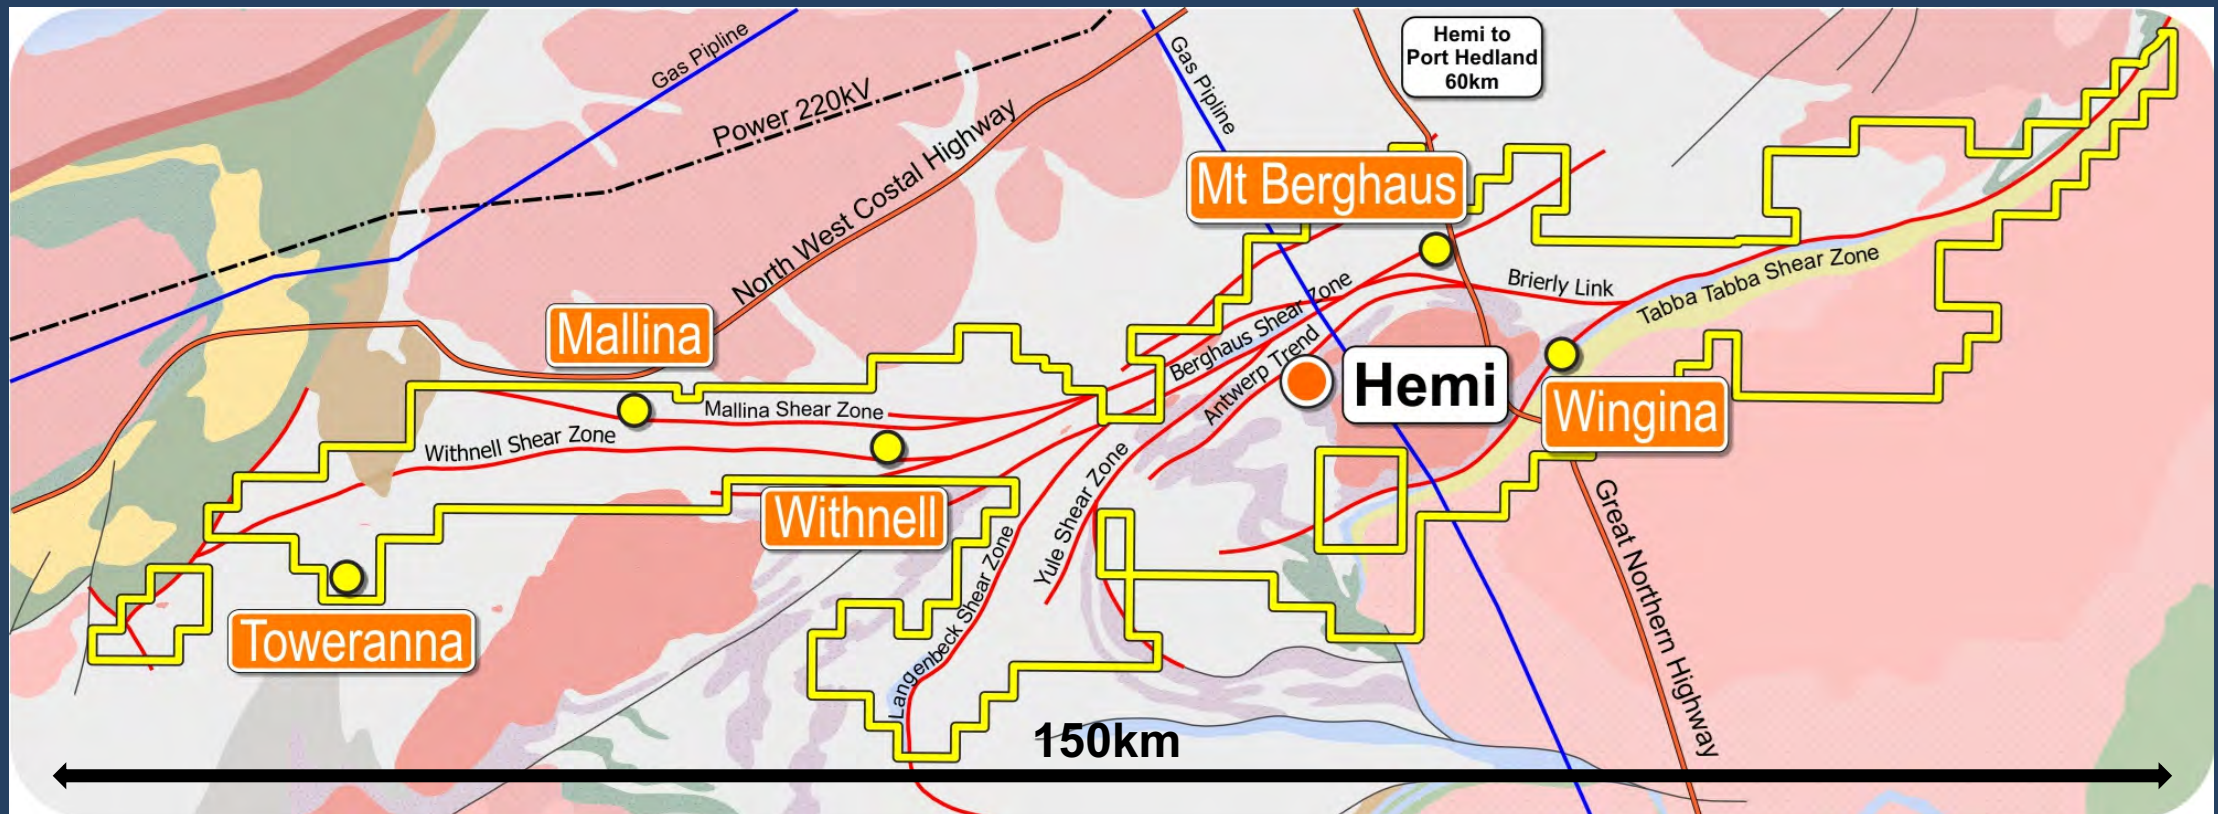 Gas Pipline
Power 220kV
North West Costal Highway
Gas Pipline
Hemi to
Port Hedland
60km
Mt Berghaus
Brierly Link
Tabba Tabba Shear Zone
Mallina
Berghaus Shear Zone
Antwerp Trend
Hemi
Wingina
Mallina Shear Zone
Withnell Shear Zone
Withnell
Yule Shear Zone
Langenbeck Shear Zone
Great Northern Highway
Toweranna
150km